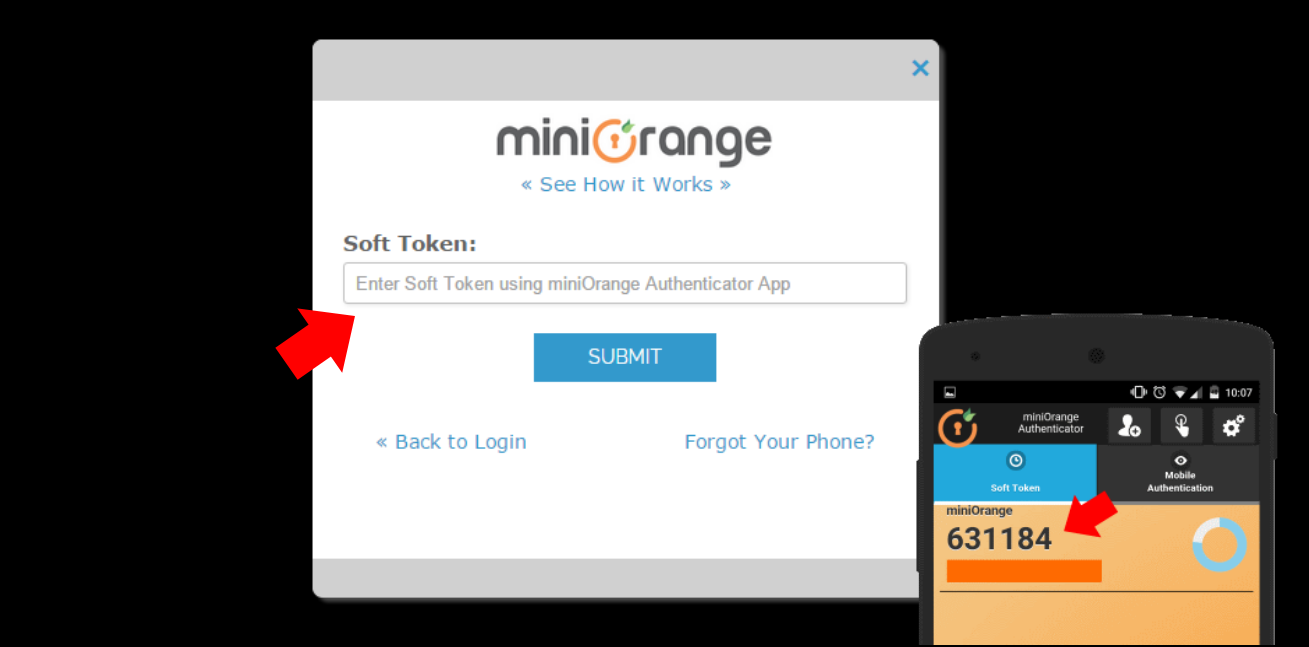 ×
miniOrange
« See How it Works »
Soft Token:
Enter Soft Token using miniOrange Authenticator App
SUBMIT
« Back to Login
Forgot Your Phone?
10:07
miniOrange
Authenticator
Soft Token
Mobile
Authentication
miniOrange
631184